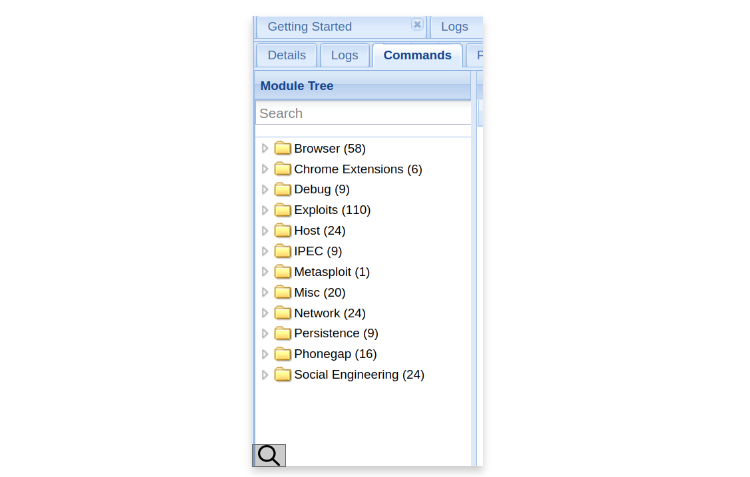 Getting Started Logs
Details Logs Commands
Module Tree
Search
Browser (58)
Chrome Extensions (6)
Debug (9)
Exploits (110)
Host (24)
IPEC (9)
Metasploit (1)
Misc (20)
Network (24)
Persistence (9)
Phonegap (16)
Social Engineering (24)